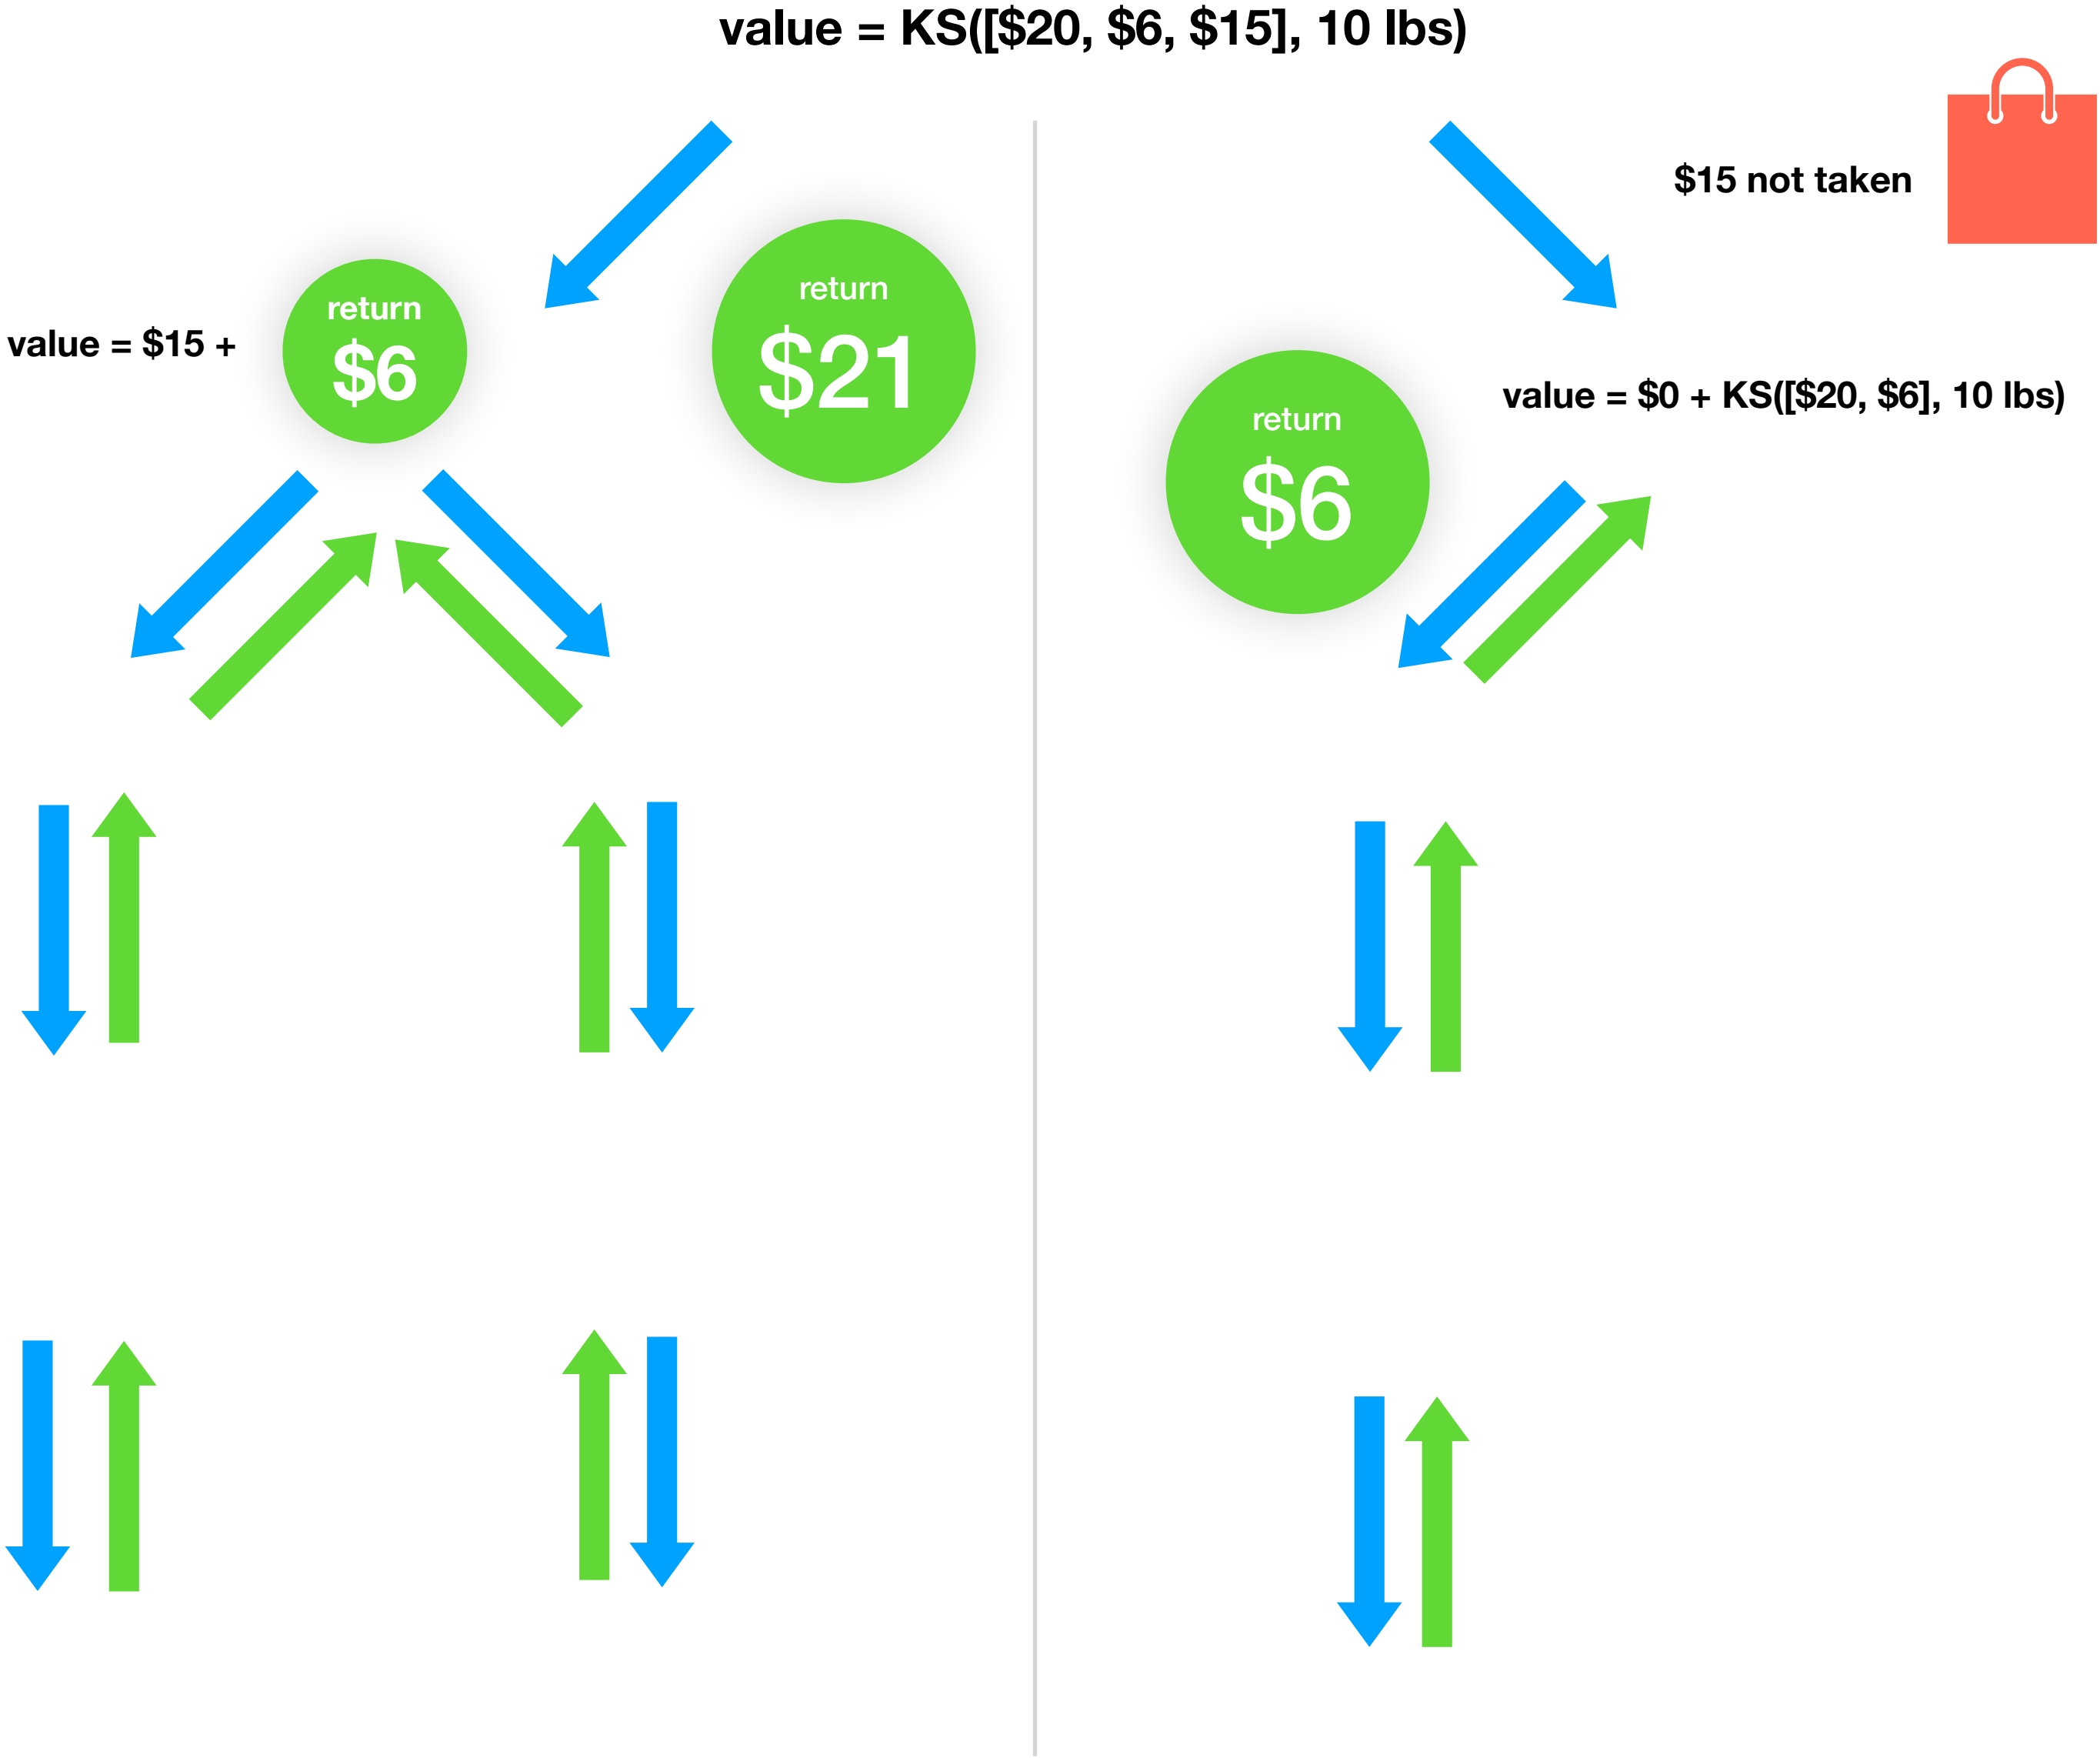 value = KS([$20, $6, $15], 10 lbs)
$15 not taken
value = $15 +
return
$6
return
$21
value = $0 + KS([$20, $6], 10 lbs)
return
$6